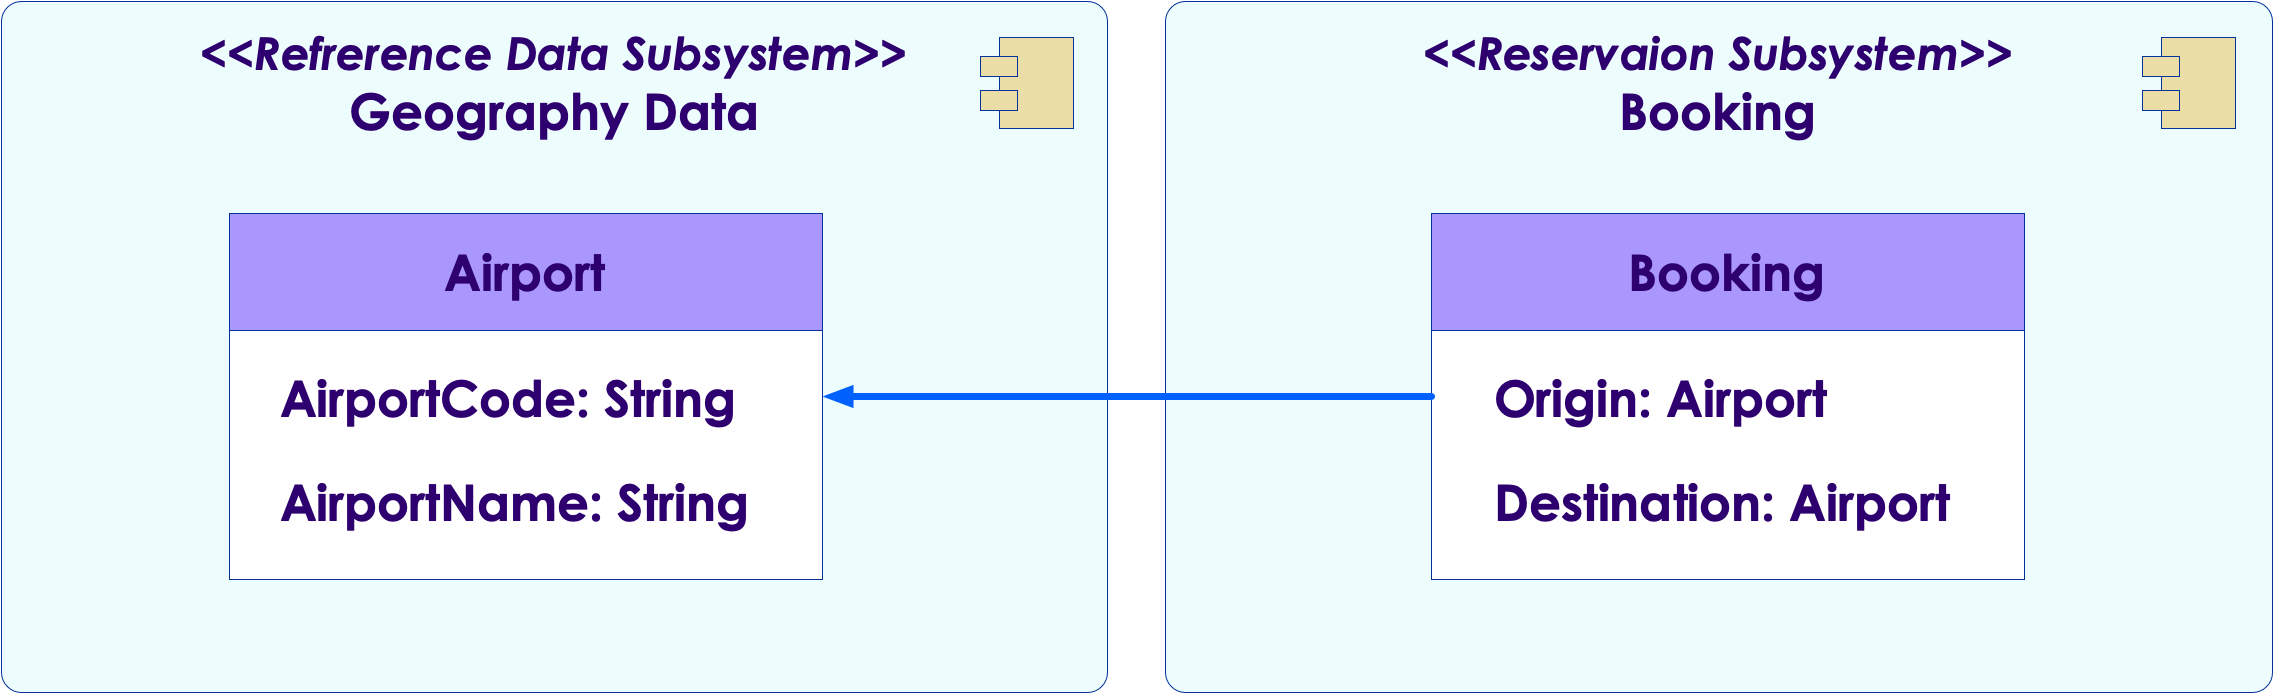 <<Refrerence Data Subsystem>>
Geography Data
Airport
AirportCode: String
AirportName: String
<<Reservaion Subsystem>>
Booking
Booking
Origin: Airport
Destination: Airport